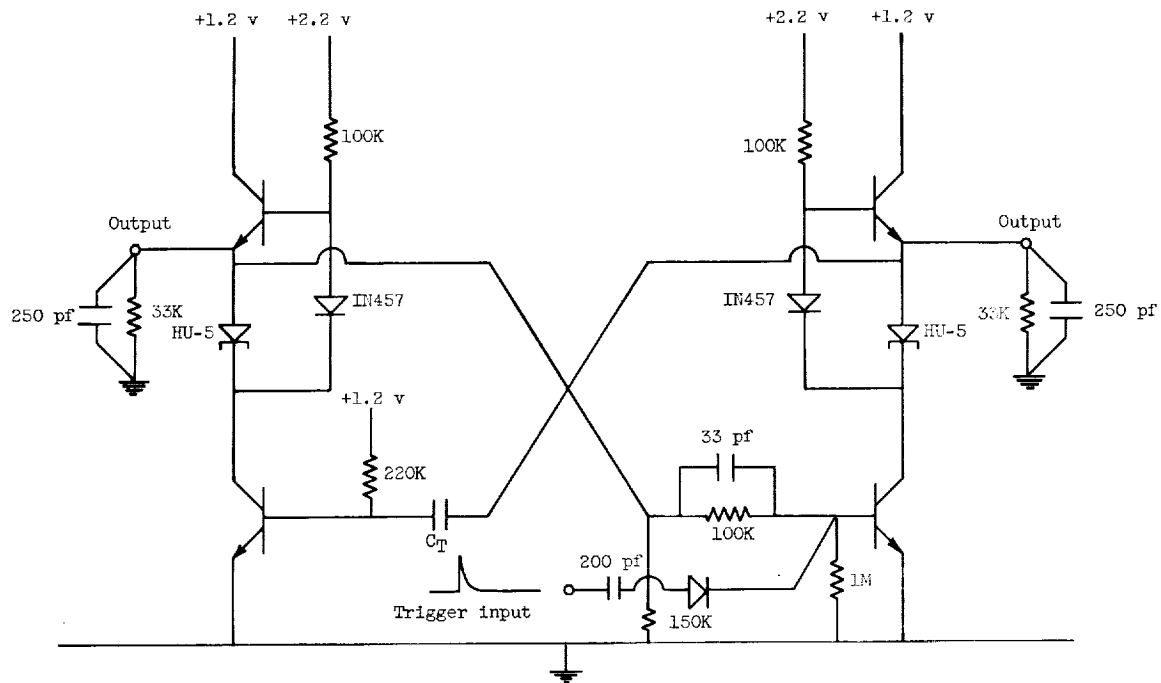 +1.2 v +2.2 v
+2.2 v +1.2 v
100K
100K
Output
Output
IN457
IN457
250 pf
33K
HU-5
33K
HU-5
250 pf
+1.2 v
33 pf
220K
100K
CT
200 pf
1M
Trigger input
150K